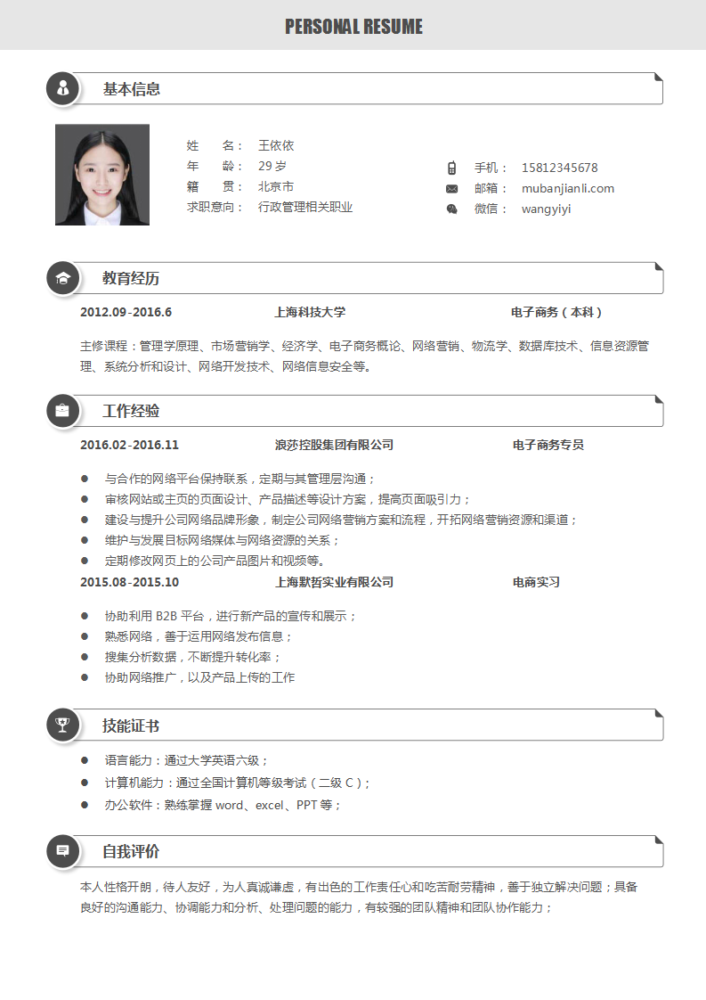 PERSONAL RESUME
基本信息
姓 名： 王依依
年 龄： 29 岁
籍 贯： 北京市
求职意向： 行政管理相关职业
手机： 15812345678
邮箱： mubanjianli.com
微信： wangyiyi
教育经历
2012.09-2016.6 上海科技大学 电子商务（本科）
主修课程：管理学原理、市场营销学、经济学、电子商务概论、网络营销、物流学、数据库技术、信息资源管
理、系统分析和设计、网络开发技术、网络信息安全等。
工作经验
2016.02-2016.11 浪莎控股集团有限公司 电子商务专员
● 与合作的网络平台保持联系，定期与其管理层沟通；
● 审核网站或主页的页面设计、产品描述等设计方案，提高页面吸引力；
● 建设与提升公司网络品牌形象，制定公司网络营销方案和流程，开拓网络营销资源和渠道；
● 维护与发展目标网络媒体与网络资源的关系；
● 定期修改网页上的公司产品图片和视频等。
2015.08-2015.10 上海默哲实业有限公司 电商实习
● 协助利用 B2B 平台，进行新产品的宣传和展示；
● 熟悉网络，善于运用网络发布信息；
● 搜集分析数据，不断提升转化率；
● 协助网络推广，以及产品上传的工作
技能证书
● 语言能力：通过大学英语六级；
● 计算机能力：通过全国计算机等级考试（二级 C）；
● 办公软件：熟练掌握 word、excel、PPT 等；
自我评价
本人性格开朗，待人友好，为人真诚谦虚，有出色的工作责任心和吃苦耐劳精神，善于独立解决问题；具备
良好的沟通能力、协调能力和分析、处理问题的能力，有较强的团队精神和团队协作能力；